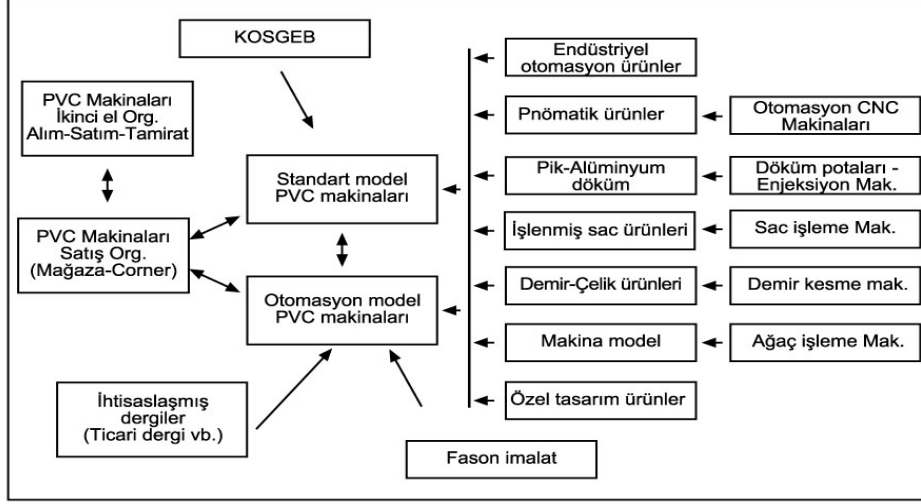 KOSGEB
PVC Makinaları
İkinci el Org.
Alım-Satım-Tamirat
PVC Makinaları
Satış Org.
(Mağaza-Corner)
Standart model
PVC makinaları
Otomasyon model
PVC makinaları
İhtisaslaşmış
dergiler
(Ticari dergi vb.)
Fason imalat
Endüstriyel
otomasyon ürünler
Pnömatik ürünler
Otomasyon CNC
Makinaları
Pik-Alüminyum
döküm
Döküm potaları -
Enjeksiyon Mak.
İşlenmiş sac ürünleri
Sac işleme Mak.
Demir-Çelik ürünleri
Demir kesme mak.
Makina model
Ağaç işleme Mak.
Özel tasarım ürünler